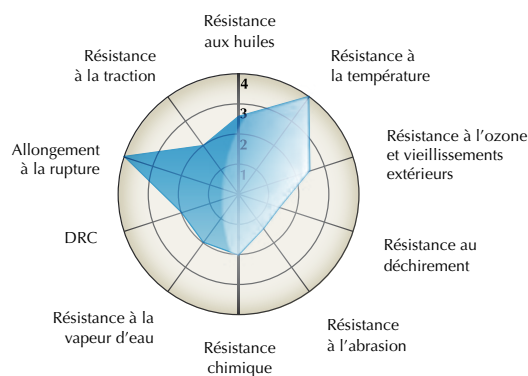 Résistance
aux huiles
Résistance à
la température
Résistance à l'ozone
et vieillissements
extérieurs
Résistance au
déchirement
Résistance
à l'abrasion
Résistance
chimique
Résistance à la
vapeur d'eau
DRC
Allongement
à la rupture
Résistance
à la traction
4
3
2
1